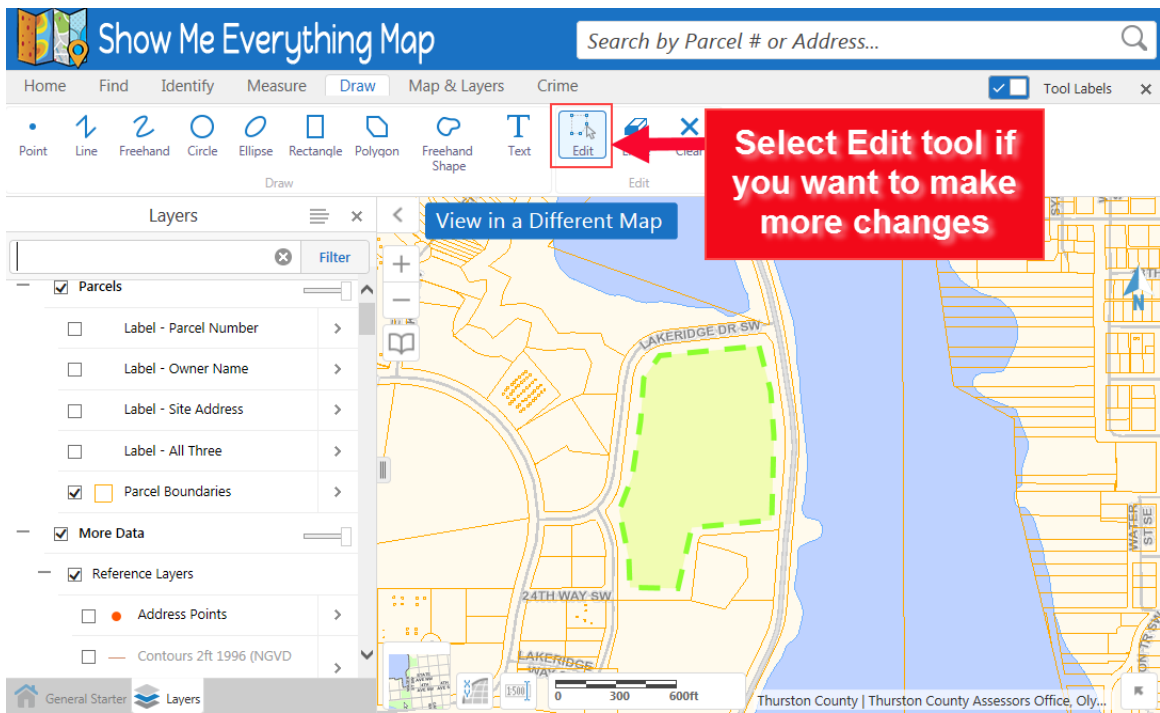 Show Me Everything Map
Search by Parcel # or Address...
Home Find Identify Measure Draw Map & Layers Crime Tool Labels
Point Line Freehand Circle Ellipse Rectangle Polygon Freehand Shape Text Edit Clear
Draw Edit
Select Edit tool if
you want to make
more changes
Layers
View in a Different Map
Filter
Parcels
Label - Parcel Number
Label - Owner Name
Label - Site Address
Label - All Three
Parcel Boundaries
More Data
Reference Layers
Address Points
Contours 2ft 1996 (NGVD
General Starter Layers
N
LAKERIDGE DR SW
24TH WAY SW
LAKERIDGE
WAY
WATER
ST SE
1:500
0 300 600ft
Thurston County | Thurston County Assessors Office, Oly...